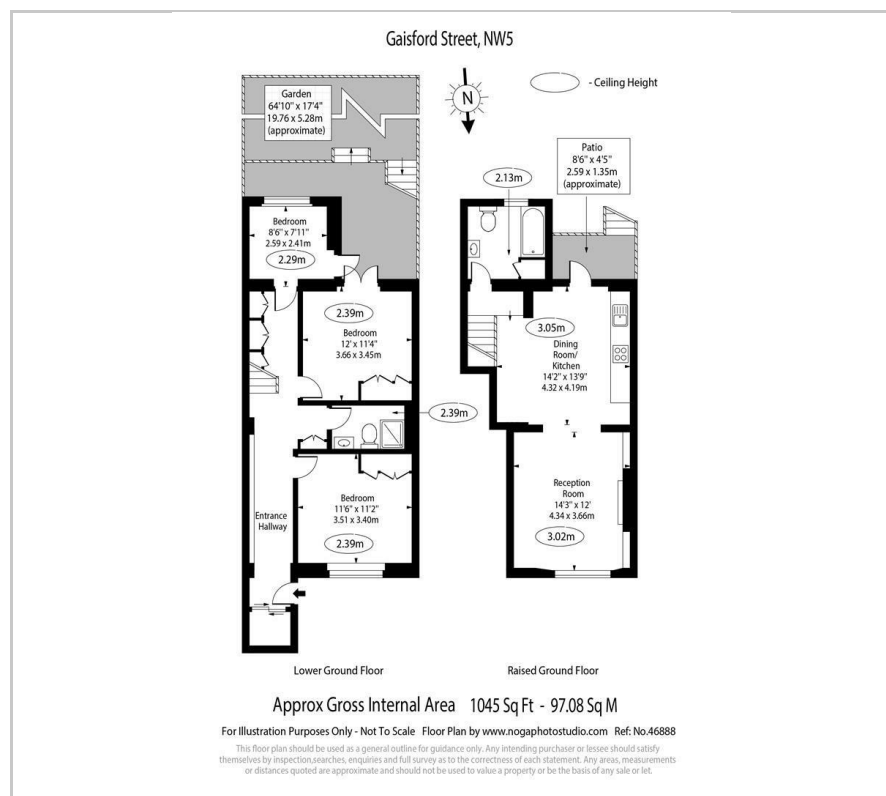 Gaisford Street, NW5
N
- Ceiling Height
Garden
64'10" x 17'4"
19.76 x 5.28m
(approximate)
Patio
8'6" x 4'5"
2.59 x 1.35m
(approximate)
2.13m
Bedroom
8'6" x 7'11"
2.59 x 2.41m
2.29m
2.39m
Bedroom
12' x 11'4"
3.66 x 3.45m
2.39m
Bedroom
11'6" x 11'2"
3.51 x 3.40m
2.39m
Entrance
Hallway
3.05m
Dining
Room/
Kitchen
14'2" x 13'9"
4.32 x 4.19m
Reception
Room
14'3" x 12'
4.34 x 3.66m
3.02m
Lower Ground Floor
Raised Ground Floor
Approx Gross Internal Area 1045 Sq Ft - 97.08 Sq M
For Illustration Purposes Only - Not To Scale Floor Plan by www.nogaphotostudio.com Ref: No.46888
This floor plan should be used as a general outline for guidance only. Any intending purchaser or lessee should satisfy
themselves by inspection,searches, enquiries and full survey as to the correctness of each statement. Any areas, measurements
or distances quoted are approximate and should not be used to value a property or be the basis of any sale or let.